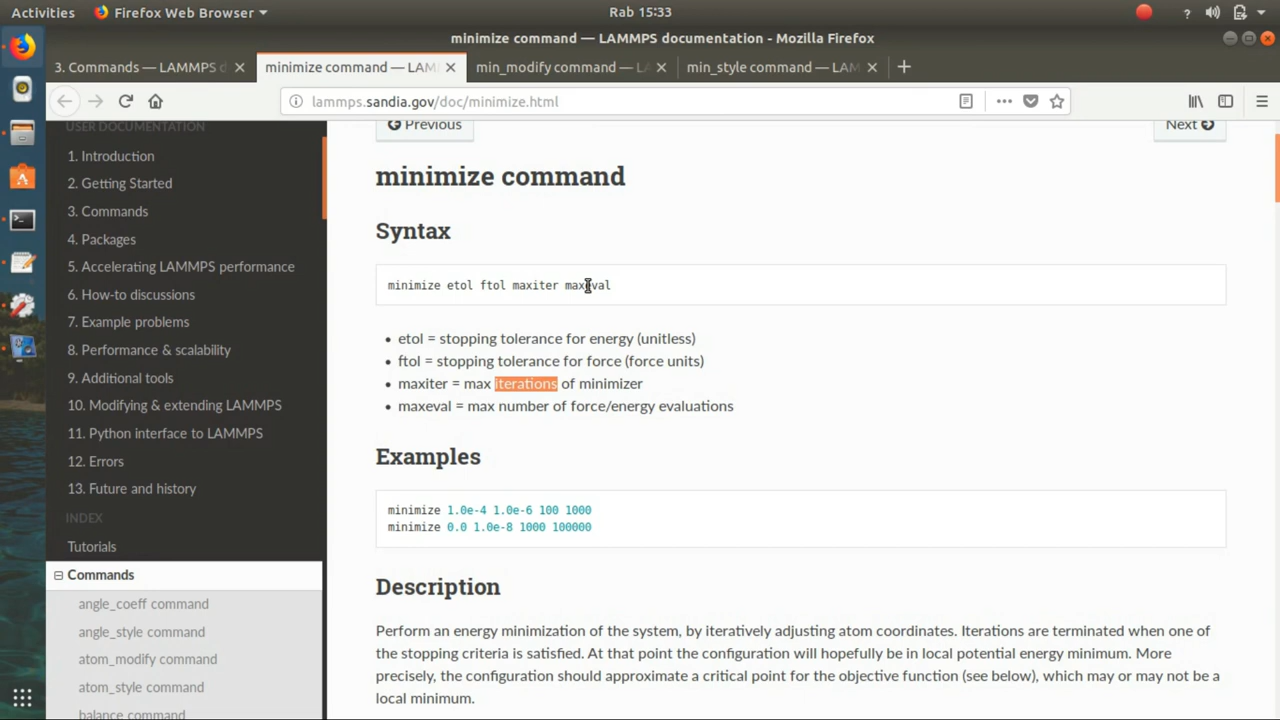 Activities
Firefox Web Browser
Rab 15:33
minimize command — LAMMPS documentation - Mozilla Firefox
3. Commands — LAMMPS d
minimize command — LAM
min_modify command — L
min_style command — LAM
lammps.sandia.gov/doc/minimize.html
USER DOCUMENTATION
1. Introduction
2. Getting Started
3. Commands
4. Packages
5. Accelerating LAMMPS performance
6. How-to discussions
7. Example problems
8. Performance & scalability
9. Additional tools
10. Modifying & extending LAMMPS
11. Python interface to LAMMPS
12. Errors
13. Future and history
INDEX
Tutorials
Commands
angle_coeff command
angle_style command
atom_modify command
atom_style command
balance command
Previous
Next
minimize command
Syntax
minimize etol ftol maxiter maxeval
• etol = stopping tolerance for energy (unitless)
• ftol = stopping tolerance for force (force units)
• maxiter = max iterations of minimizer
• maxeval = max number of force/energy evaluations
Examples
minimize 1.0e-4 1.0e-6 100 1000
minimize 0.0 1.0e-8 1000 100000
Description
Perform an energy minimization of the system, by iteratively adjusting atom coordinates. Iterations are terminated when one of
the stopping criteria is satisfied. At that point the configuration will hopefully be in local potential energy minimum. More
precisely, the configuration should approximate a critical point for the objective function (see below), which may or may not be a
local minimum.